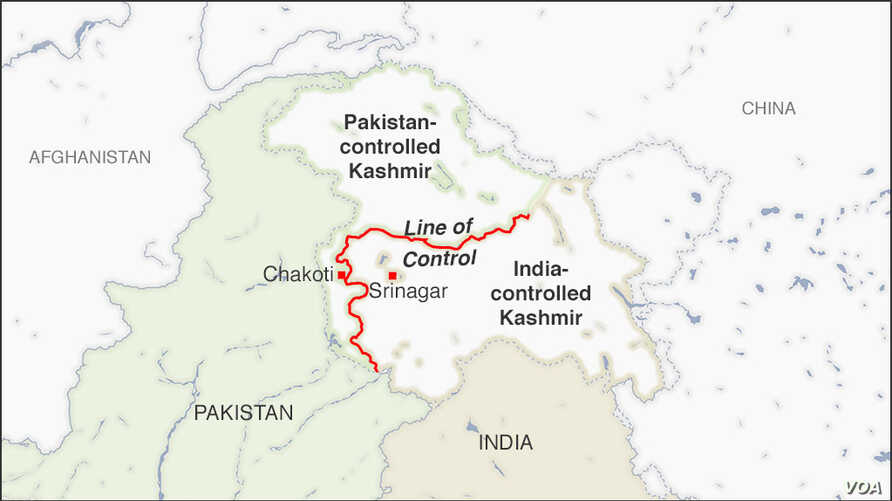 Pakistan-
controlled
Kashmir
CHINA
AFGHANISTAN
Line of
Control
Chakoti
Srinagar
India-
controlled
Kashmir
PAKISTAN
INDIA
VOA